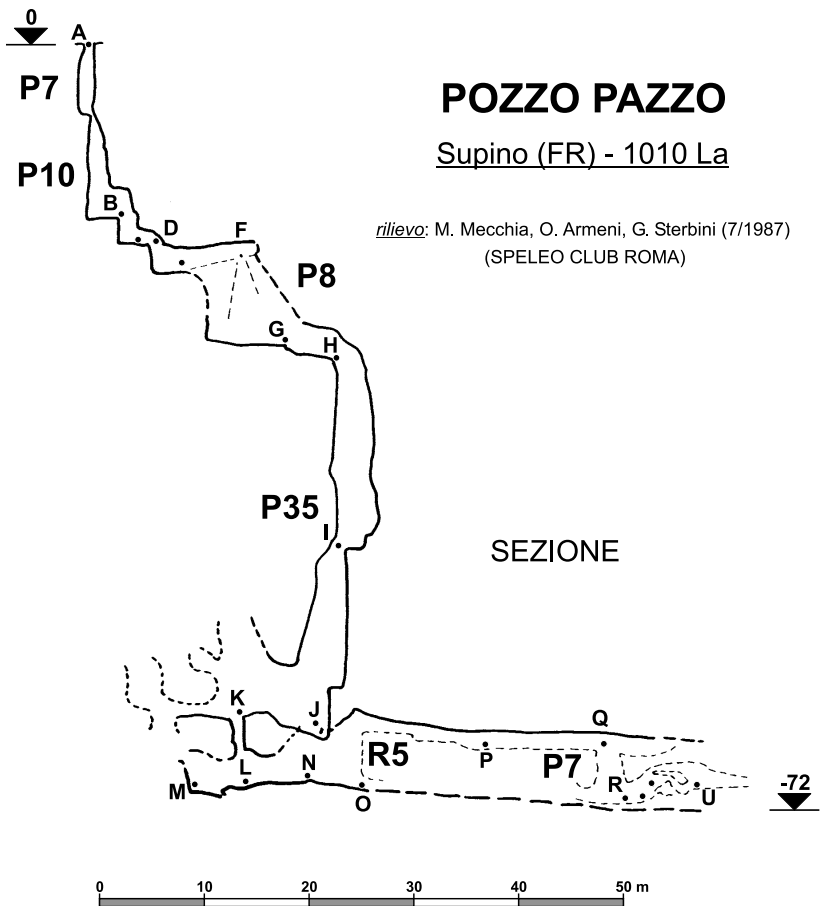 0
A
P7
POZZO PAZZO
Supino (FR) - 1010 La
P10
B
D
F
rilievo: M. Mecchia, O. Armeni, G. Sterbini (7/1987)
(SPELEO CLUB ROMA)
P8
G
H
P35
I
SEZIONE
K
J
Q
R5
P
P7
N
L
M
O
R
U
-72
0 10 20 30 40 50 m